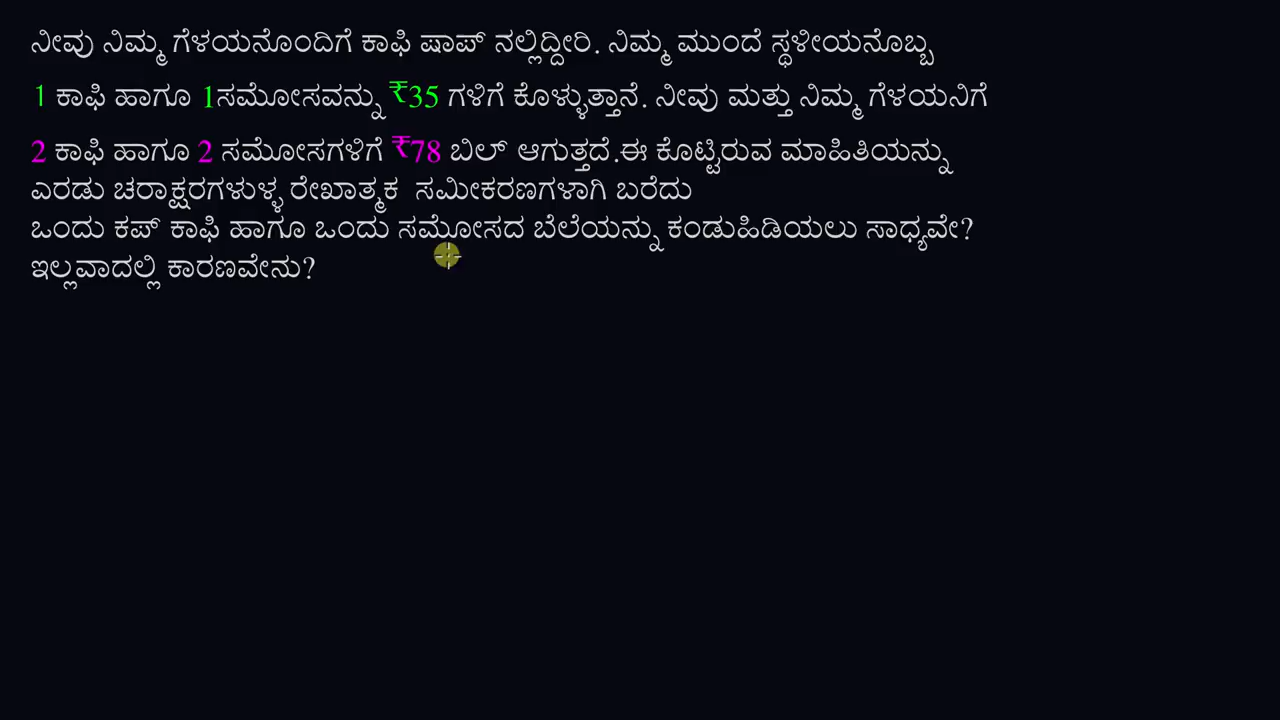 ನೀವು ನಿಮ್ಮ ಗೆಳಯನೊಂದಿಗೆ ಕಾಫಿ ಷಾಪ್ ನಲ್ಲಿದ್ದೀರಿ. ನಿಮ್ಮ ಮುಂದೆ ಸ್ಥಳೀಯನೊಬ್ಬ
1 ಕಾಫಿ ಹಾಗೂ 1ಸಮೋಸವನ್ನು ₹35 ಗಳಿಗೆ ಕೊಳ್ಳುತ್ತಾನೆ. ನೀವು ಮತ್ತು ನಿಮ್ಮ ಗೆಳಯನಿಗೆ
2 ಕಾಫಿ ಹಾಗೂ 2 ಸಮೋಸಗಳಿಗೆ ₹78 ಬಿಲ್ ಆಗುತ್ತದೆ.ಈ ಕೊಟ್ಟಿರುವ ಮಾಹಿತಿಯನ್ನು
ಎರಡು ಚರಾಕ್ಷರಗಳುಳ್ಳ ರೇಖಾತ್ಮಕ ಸಮೀಕರಣಗಳಾಗಿ ಬರೆದು
ಒಂದು ಕಪ್ ಕಾಫಿ ಹಾಗೂ ಒಂದು ಸಮೋಸದ ಬೆಲೆಯನ್ನು ಕಂಡುಹಿಡಿಯಲು ಸಾಧ್ಯವೇ?
ಇಲ್ಲವಾದಲ್ಲಿ ಕಾರಣವೇನು?